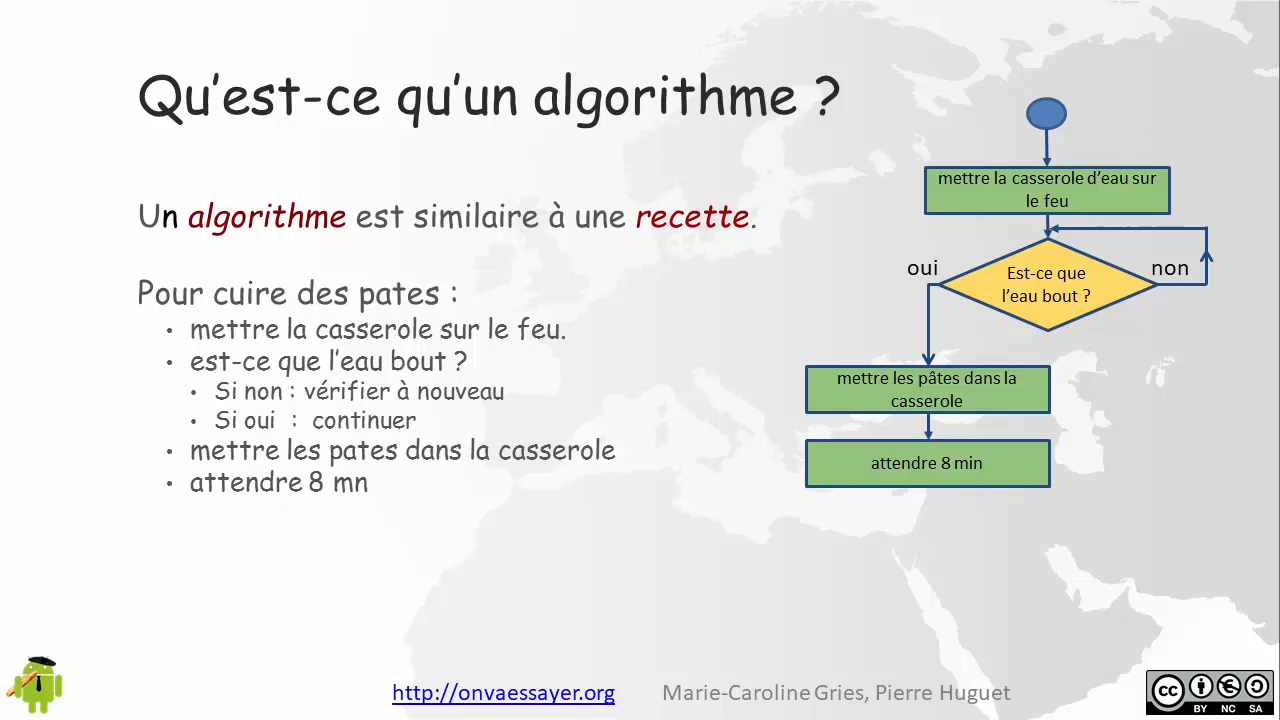 Qu’est-ce qu’un algorithme ?
Un algorithme est similaire à une recette.
Pour cuire des pates :
• mettre la casserole sur le feu.
• est-ce que l’eau bout ?
• Si non : vérifier à nouveau
• Si oui : continuer
• mettre les pates dans la casserole
• attendre 8 mn
mettre la casserole d’eau sur
le feu
oui
Est-ce que
l’eau bout ?
non
mettre les pâtes dans la
casserole
attendre 8 min
http://onvaessayer.org
Marie-Caroline Gries, Pierre Huguet
cc
BY NC SA